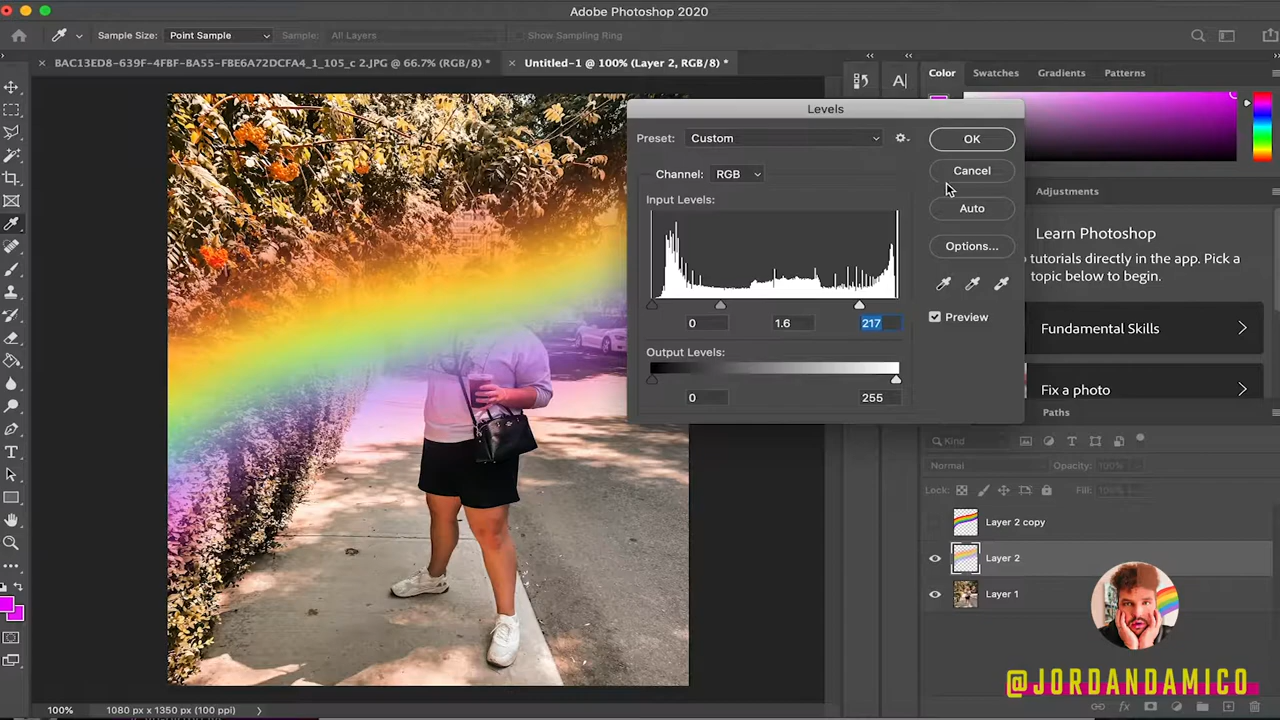 Adobe Photoshop 2020
Sample Size: Point Sample Sample: All Layers Show Sampling Ring
BAC13ED8-639F-4FBF-BA55-FBE6A72DCFA4_1_105_c 2.JPG @ 66.7% (RGB/8) *
Untitled-1 @ 100% (Layer 2, RGB/8) *
Color Swatches Gradients Patterns
Levels
Preset: Custom
OK
Channel: RGB
Cancel
Input Levels:
Auto
Options...
0 1.6 217
Preview
Output Levels:
0 255
Adjustments
Learn Photoshop
tutorials directly in the app. Pick a
topic below to begin.
Fundamental Skills
Fix a photo
Paths
Kind
Normal Opacity: 100%
Lock: Fill: 100%
Layer 2 copy
Layer 2
Layer 1
@JORDANDAMICO
100% 1080 px x 1350 px (100 ppi)